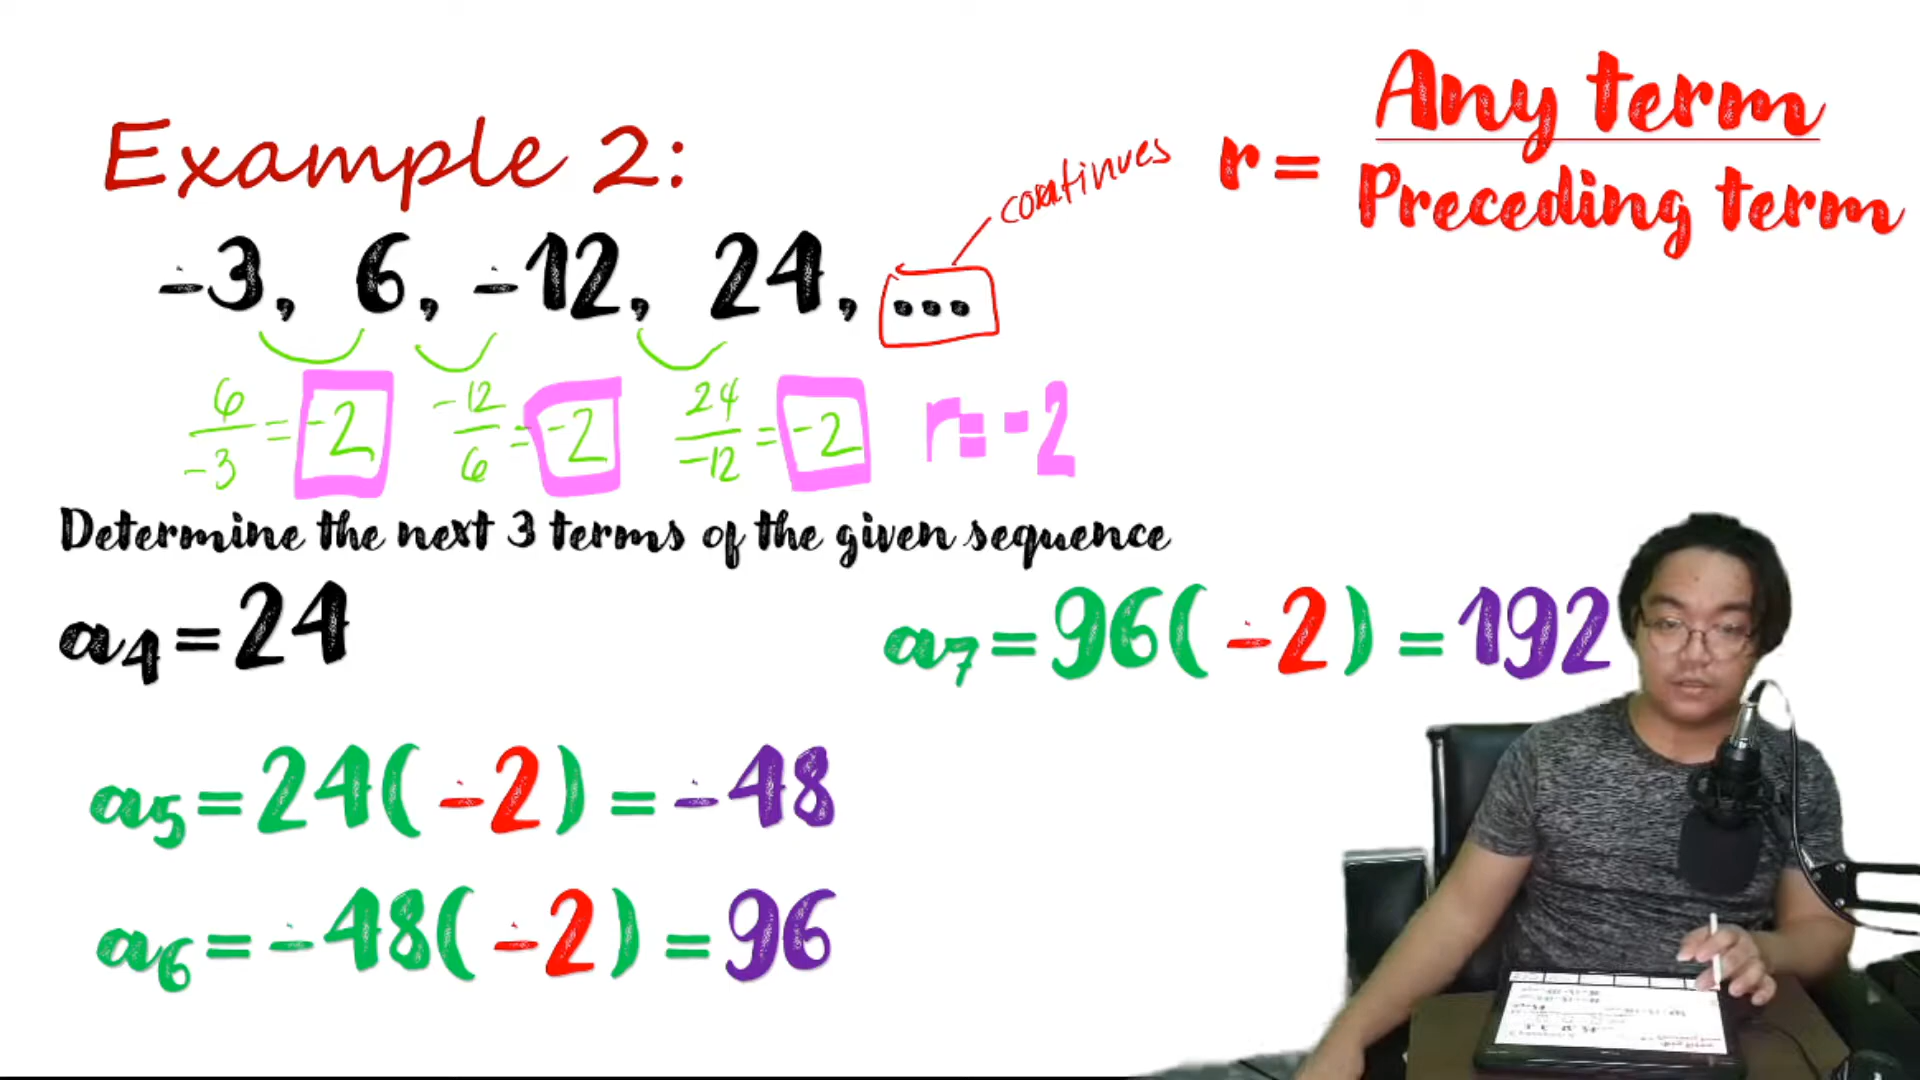 Example 2:
continues
r = Any term
Preceding term
-3, 6, -12, 24, ...
6/-3 = -2 -12/6 = -2 24/-12 = -2 r = -2
Determine the next 3 terms of the given sequence
a4 = 24
a7 = 96( -2 ) = 192
a5 = 24( -2 ) = -48
a6 = -48( -2 ) = 96